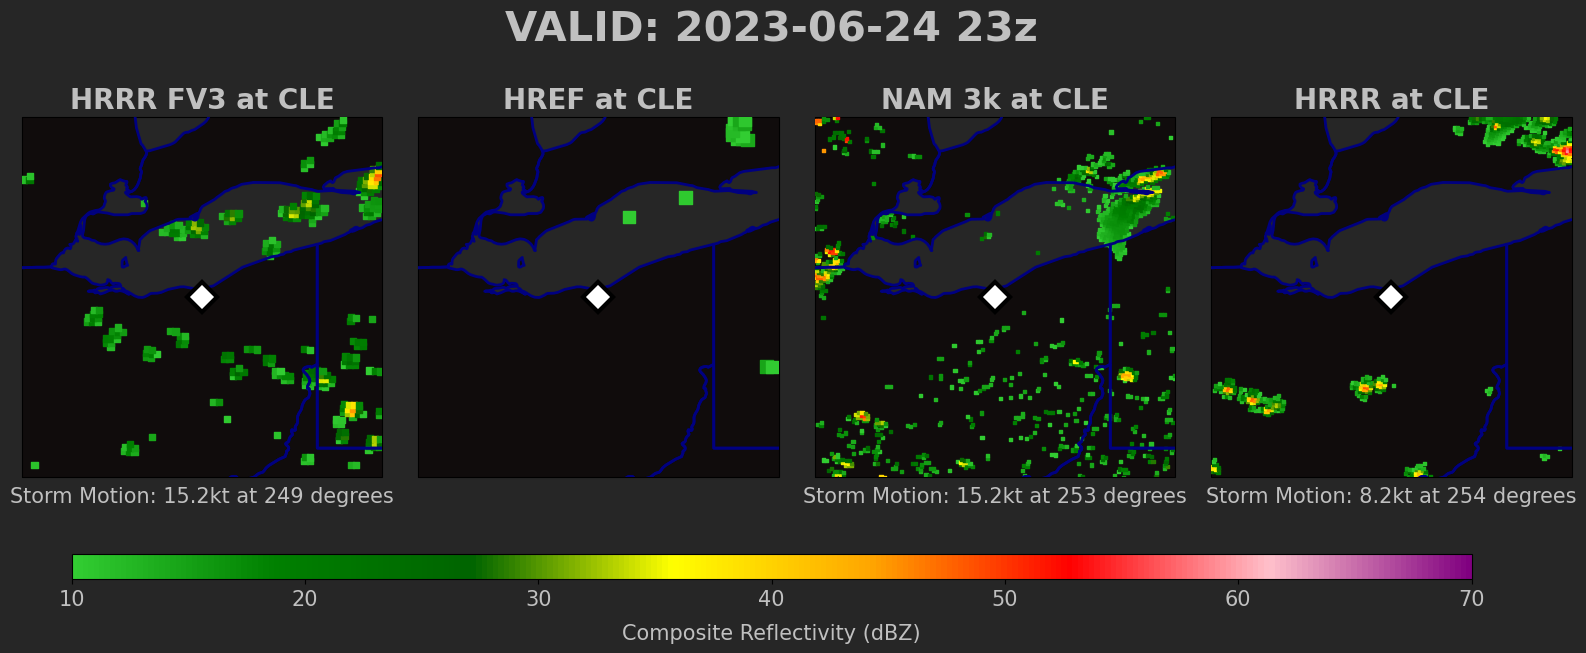 VALID: 2023-06-24 23z
HRRR FV3 at CLE
HREF at CLE
NAM 3k at CLE
HRRR at CLE
Storm Motion: 15.2kt at 249 degrees
Storm Motion: 15.2kt at 253 degrees
Storm Motion: 8.2kt at 254 degrees
10 20 30 40 50 60 70
Composite Reflectivity (dBZ)